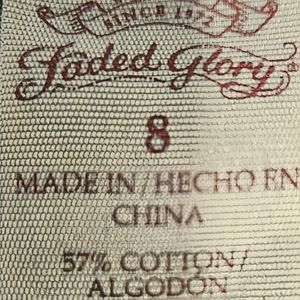 SINCE 1972
Faded Glory®
8
MADE IN/HECHO EN
CHINA
57% COTTON/
ALGODON